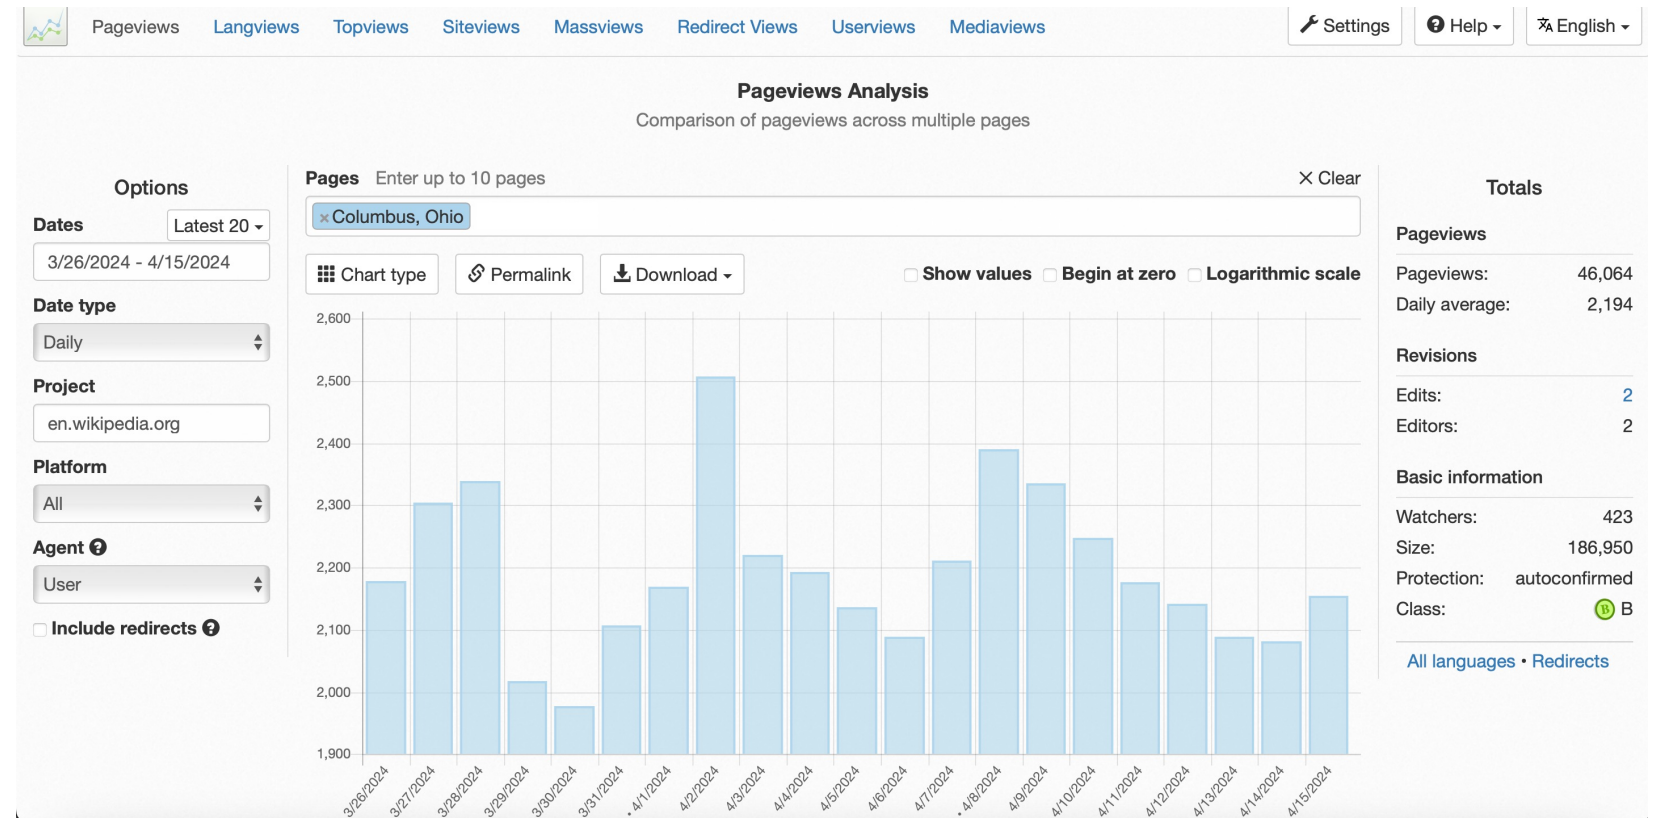 Pageviews Langviews Topviews Siteviews Massviews Redirect Views Userviews Mediaviews Settings Help English
Pageviews Analysis
Comparison of pageviews across multiple pages
Options
Dates Latest 20
3/26/2024 - 4/15/2024
Date type
Daily
Project
en.wikipedia.org
Platform
All
Agent ?
User
Include redirects ?
Pages Enter up to 10 pages × Clear
× Columbus, Ohio
Chart type Permalink Download Show values Begin at zero Logarithmic scale
2,600
2,500
2,400
2,300
2,200
2,100
2,000
1,900
3/26/2024 3/27/2024 3/28/2024 3/29/2024 3/30/2024 3/31/2024 • 4/1/2024 4/2/2024 4/3/2024 4/4/2024 4/5/2024 4/6/2024 4/7/2024 • 4/8/2024 4/9/2024 4/10/2024 4/11/2024 4/12/2024 4/13/2024 4/14/2024 4/15/2024
Totals
Pageviews
Pageviews: 46,064
Daily average: 2,194
Revisions
Edits: 2
Editors: 2
Basic information
Watchers: 423
Size: 186,950
Protection: autoconfirmed
Class: B B
All languages • Redirects